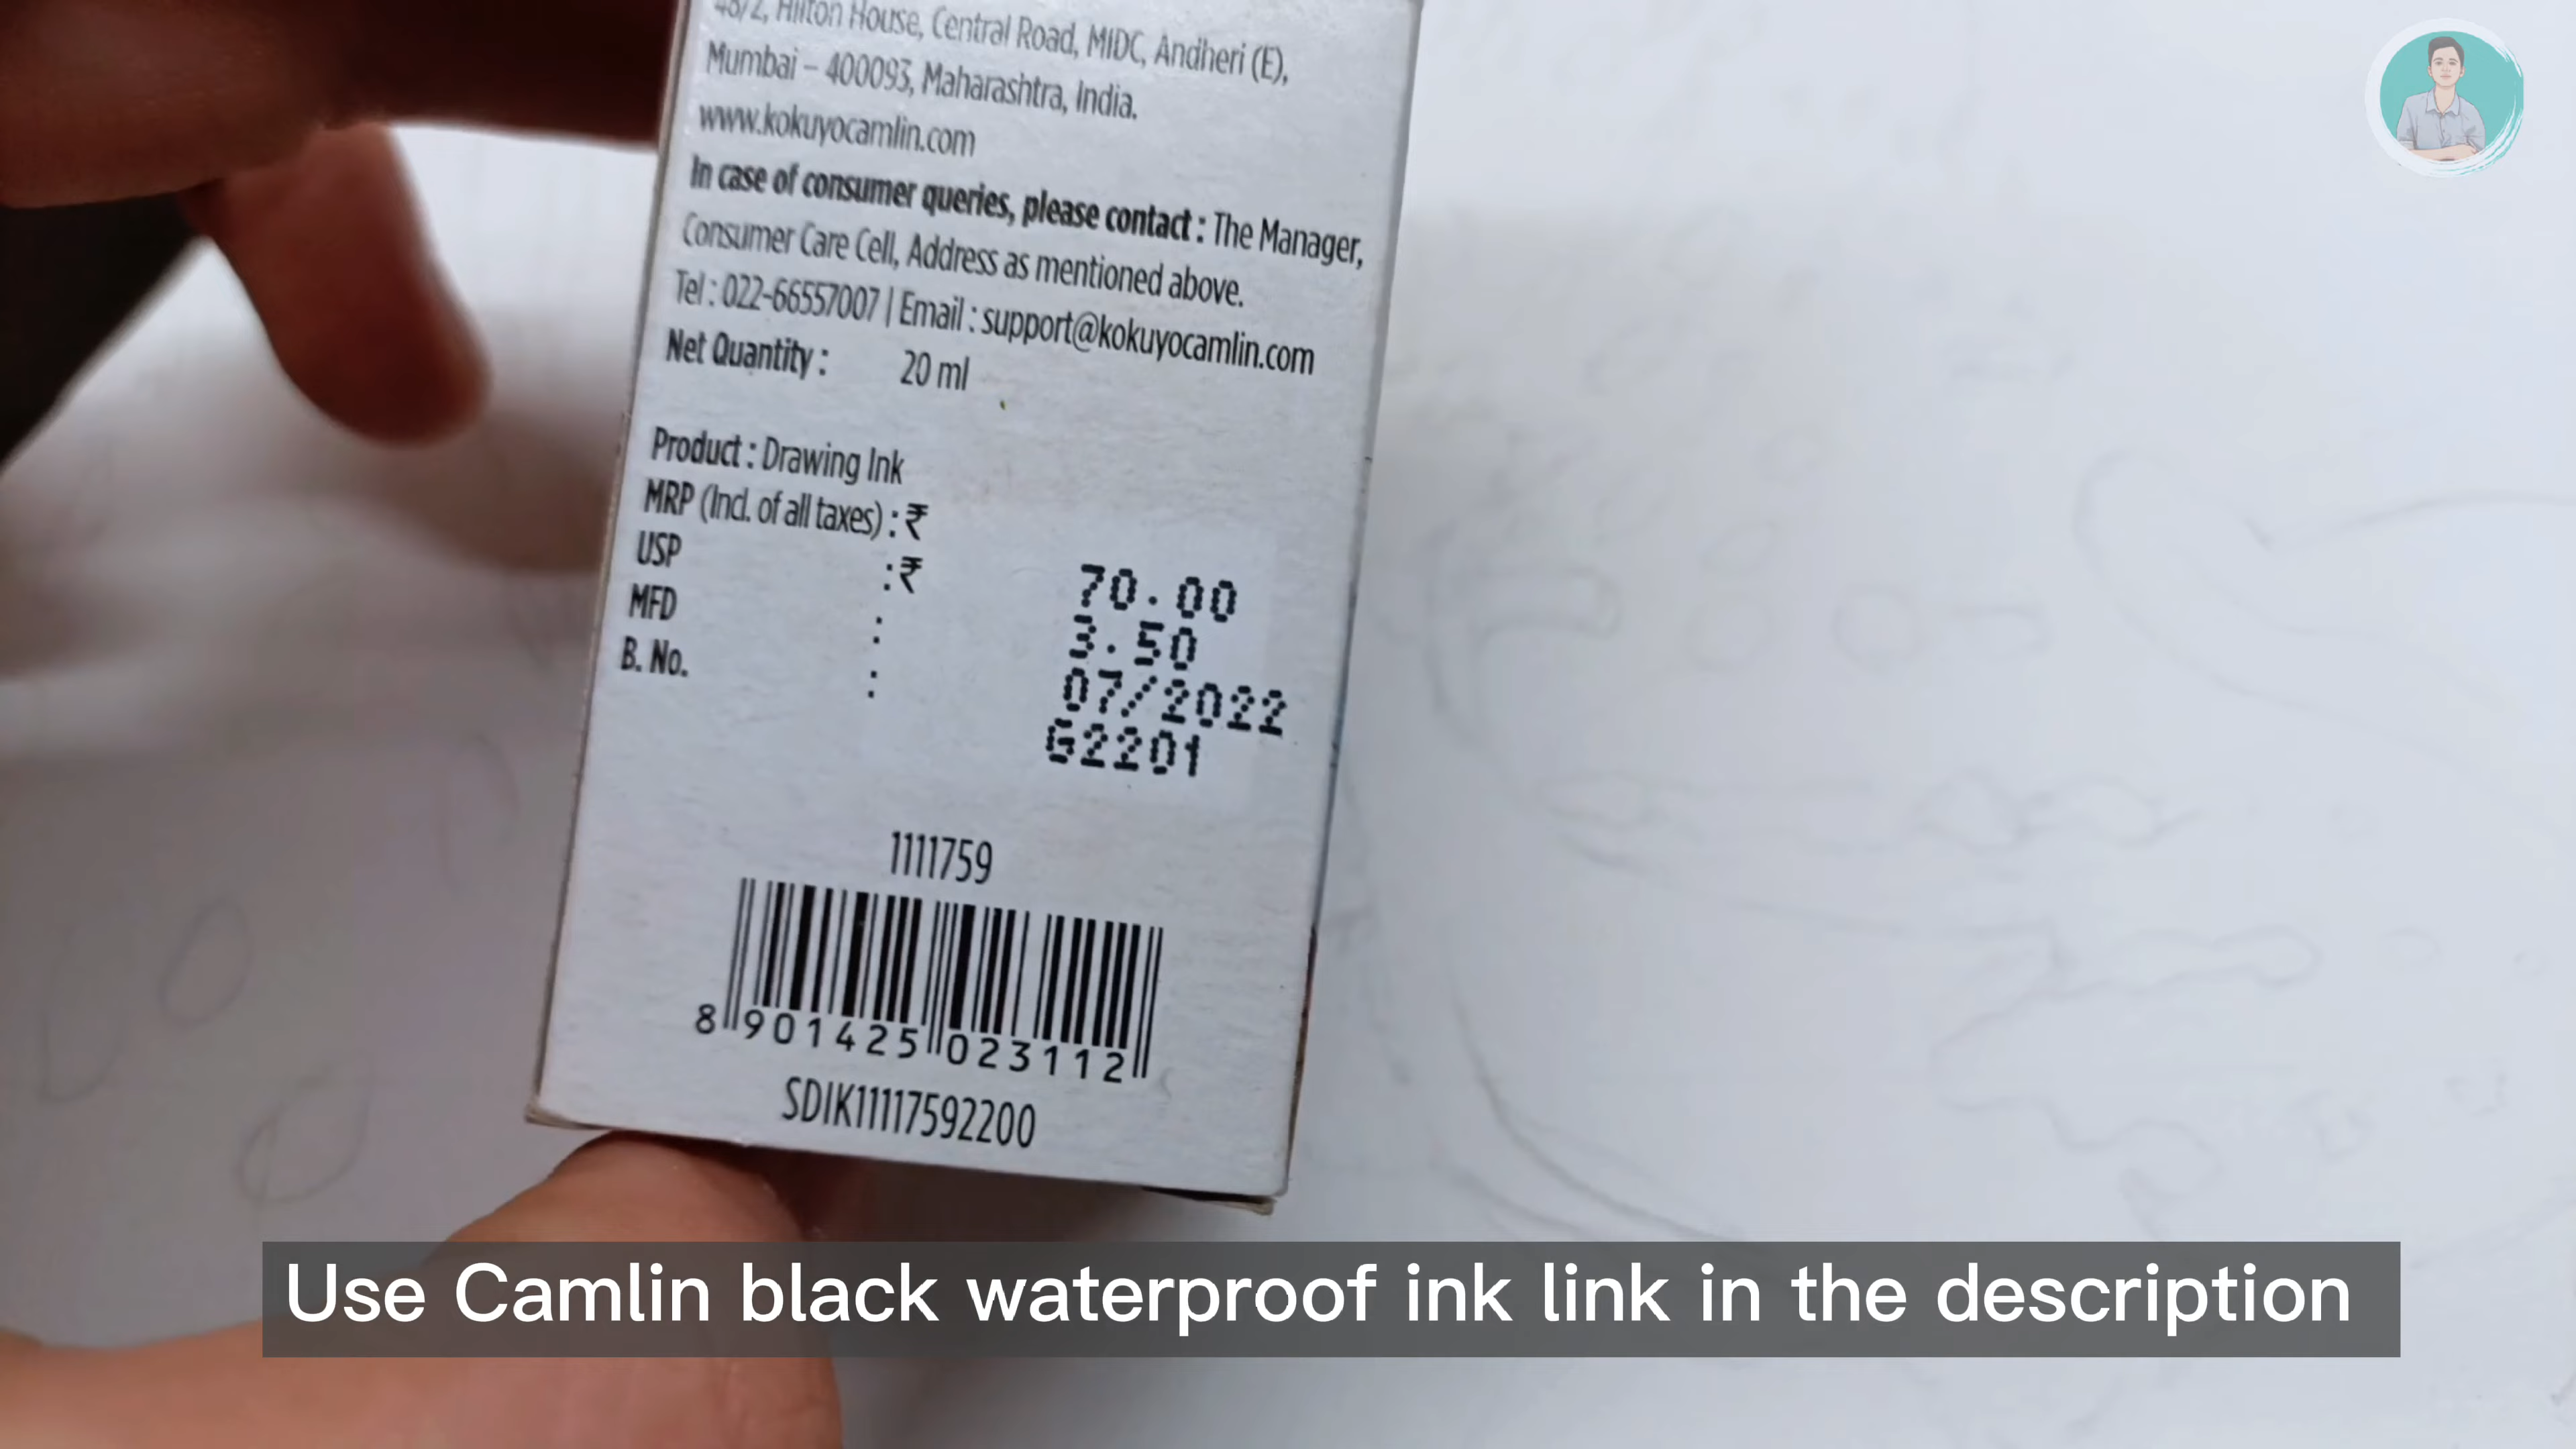 48/2, Hilton House, Central Road, MIDC, Andheri (E),
Mumbai – 400093, Maharashtra, India.
www.kokuyocamlin.com
In case of consumer queries, please contact : The Manager,
Consumer Care Cell, Address as mentioned above.
Tel : 022-66557007 | Email : support@kokuyocamlin.com
Net Quantity : 20 ml
Product : Drawing Ink
MRP (Incl. of all taxes) : ₹ 70.00
USP : ₹ 3.50
MFD : 07/2022
B. No. : G2201
1111759
8 901425 023112
SDIK11117592200
Use Camlin black waterproof ink link in the description